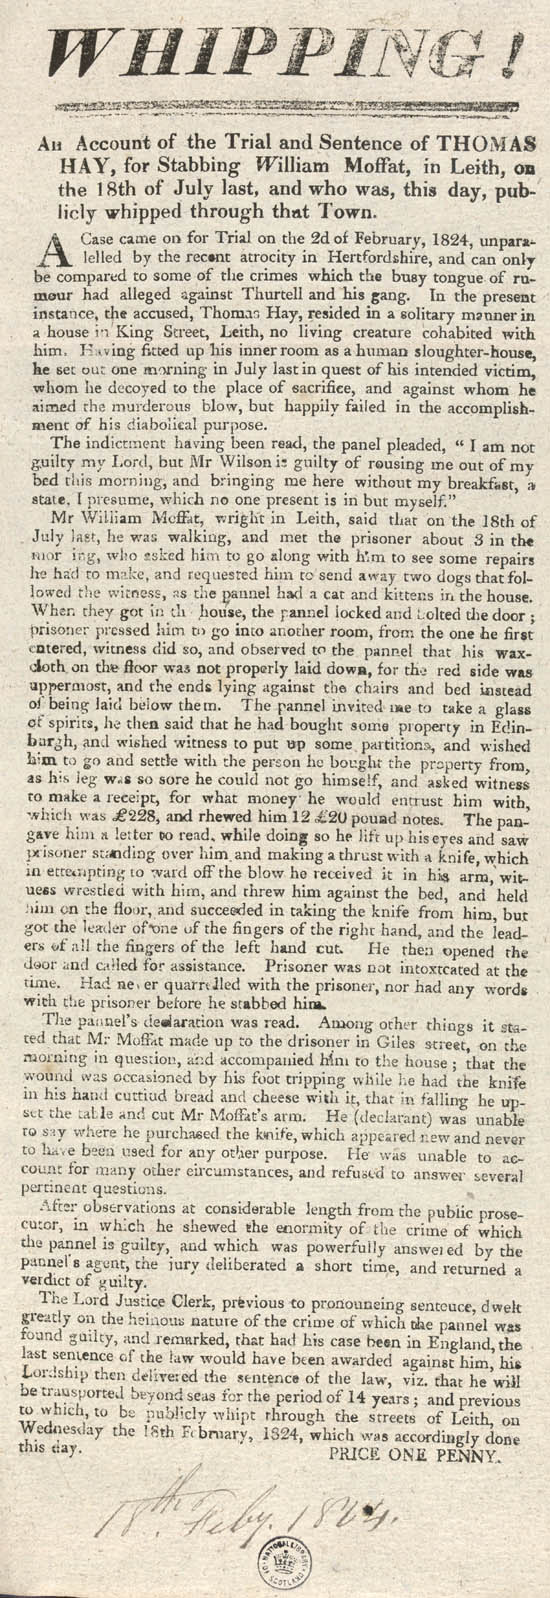 WHIPPING!
An Account of the Trial and Sentence of THOMAS
HAY, for Stabbing William Moffat, in Leith, on
the 18th of July last, and who was, this day, pub-
licly whipped through that Town.
A Case came on for Trial on the 2d of February, 1824, unpara-
lelled by the recent atrocity in Hertfordshire, and can only
be compared to some of the crimes which the busy tongue of ru-
mour had alleged against Thurtell and his gang. In the present
instance, the accused, Thomas Hay, resided in a solitary manner in
a house in King Street, Leith, no living creature cohabited with
him. Having fitted up his inner room as a human sloughter-house,
he set out one morning in July last in quest of his intended victim,
whom he decoyed to the place of sacrifice, and against whom he
aimed the murderous blow, but happily failed in the accomplish-
ment of his diabolical purpose.
The indictment having been read, the panel pleaded, “ I am not
guilty my Lord, but Mr Wilson is guilty of rousing me out of my
bed this morning, and bringing me here without my breakfast, a
state, I presume, which no one present is in but myself.”
Mr William Moffat, wright in Leith, said that on the 18th of
July last, he was walking, and met the prisoner about 3 in the
mor ing, who asked him to go along with him to see some repairs
he had to make, and requested him to send away two dogs that fol-
lowed the witness, as the pannel had a cat and kittens in the house.
When they got in th house, the pannel locked and bolted the door ;
prisoner pressed him to go into another room, from the one he first
entered, witness did so, and observed to the pannel that his wax-
cloth on the floor was not properly laid down, for the red side was
uppermost, and the ends lying against the chairs and bed instead
of being laid below them. The pannel invited me to take a glass
of spirits, he then said that he had bought some property in Edin-
burgh, and wished witness to put up some partitions, and wished
him to go and settle with the person he bought the property from,
as his leg was so sore he could not go himself, and asked witness
to make a receipt, for what money he would entrust him with,
which was £228, and rhewed him 12 £20 pound notes. The pan-
gave him a letter to read, while doing so he lift up his eyes and saw
prisoner standing over him and making a thrust with a knife, which
in ettempting to ward off the blow he received it in his arm, wit-
ness wrestled with him, and threw him against the bed, and held
him on the floor, and succeeded in taking the knife from him, but
got the leader of one of the fingers of the right hand, and the lead-
ers of all the fingers of the left hand cut. He then opened the
door and called for assistance. Prisoner was not intoxtcated at the
time. Had never quarrelled with the prisoner, nor had any words
with the prisoner before he stabbed him.
The pannel's declaration was read. Among other things it sta-
ted that Mr Moffat made up to the drisoner in Giles street, on the
morning in question, and accompanied him to the house ; that the
wound was occasioned by his foot tripping while he had the knife
in his hand cuttiud bread and cheese with it, that in falling he up-
set the table and cut Mr Moffat's arm. He (declarant) was unable
to say where he purchased the knife, which appeared new and never
to have been used for any other purpose. He was unable to ac-
count for many other circumstances, and refused to answer several
pertinent questions.
After observations at considerable length from the public prose-
cutor, in which he shewed the enormity of the crime of which
the pannel is guilty, and which was powerfully answered by the
pannel's agent, the jury deliberated a short time, and returned a
verdict of guilty.
The Lord Justice Clerk, previous to pronouncing sentence, dwelt
greatly on the heinous nature of the crime of which the pannel was
found guilty, and remarked, that had his case been in England, the
last sentence of the law would have been awarded against him, his
Lordship then delivered the sentence of the law, viz. that he will
be transported beyond seas for the period of 14 years ; and previous
to which, to be publicly whipt through the streets of Leith, on
Wednesday the 18th February, 1824, which was accordingly done
this day.
PRICE ONE PENNY.
18th Feby. 1824.
NATIONAL LIBRARY OF SCOTLAND